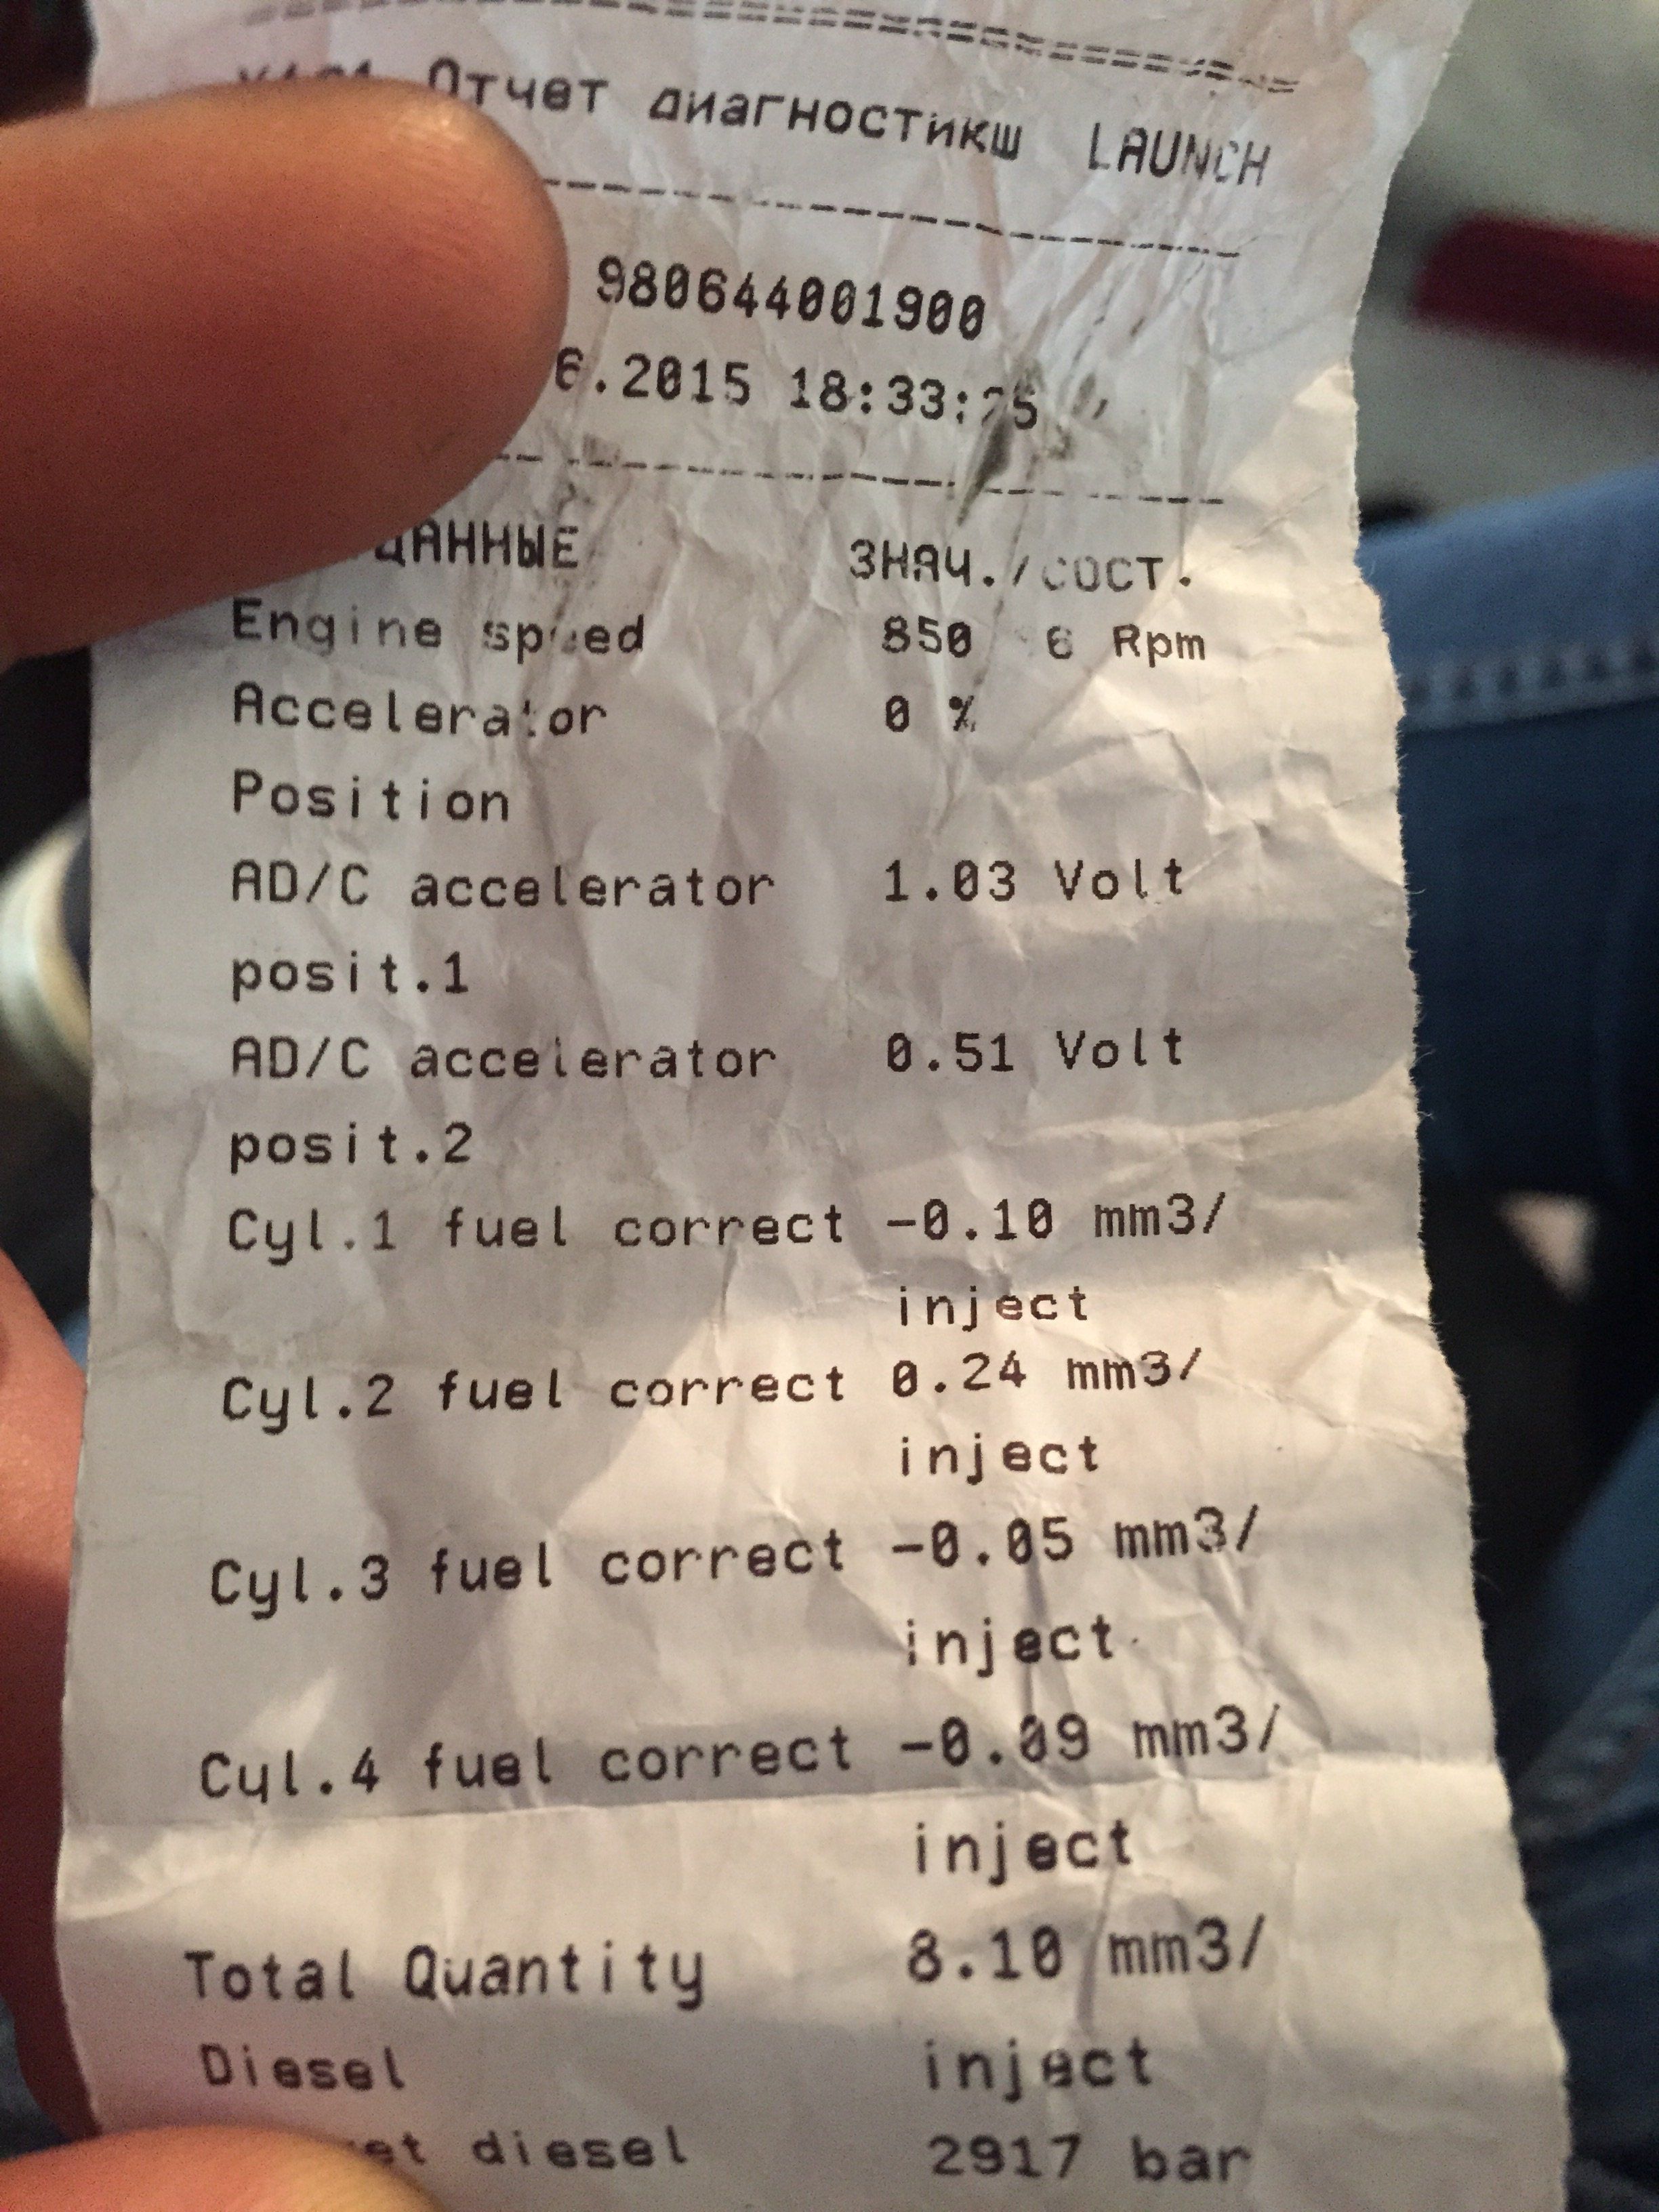 Отчет диагностикш LAUNCH
980644001900
6.2015 18:33:
ДАННЫЕ ЗНАЧ./СОСТ.
Engine speed 850 6 Rpm
Accelerator 0 %
Position
AD/C accelerator 1.03 Volt
posit.1
AD/C accelerator 0.51 Volt
posit.2
Cyl.1 fuel correct -0.10 mm3/
inject
Cyl.2 fuel correct 0.24 mm3/
inject
Cyl.3 fuel correct -0.05 mm3/
inject
Cyl.4 fuel correct -0.09 mm3/
inject
Total Quantity 8.10 mm3/
Diesel inject
et diesel 2917 bar